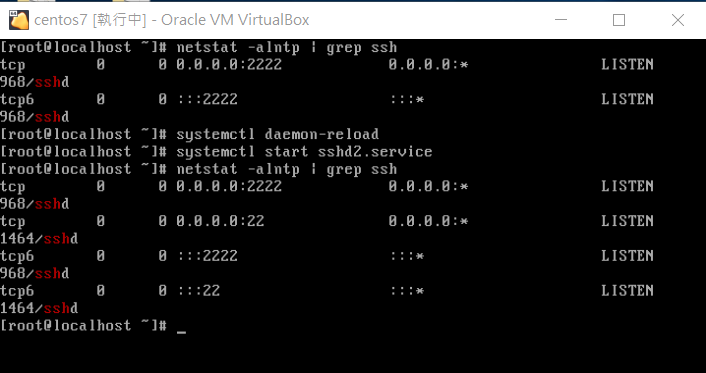 centos7 [執行中] - Oracle VM VirtualBox
[root@localhost ~]# netstat -alntp | grep ssh
tcp        0      0 0.0.0.0:2222            0.0.0.0:*               LISTEN
968/sshd
tcp6       0      0 :::2222                 :::*                    LISTEN
968/sshd
[root@localhost ~]# systemctl daemon-reload
[root@localhost ~]# systemctl start sshd2.service
[root@localhost ~]# netstat -alntp | grep ssh
tcp        0      0 0.0.0.0:2222            0.0.0.0:*               LISTEN
968/sshd
tcp        0      0 0.0.0.0:22              0.0.0.0:*               LISTEN
1464/sshd
tcp6       0      0 :::2222                 :::*                    LISTEN
968/sshd
tcp6       0      0 :::22                   :::*                    LISTEN
1464/sshd
[root@localhost ~]# _